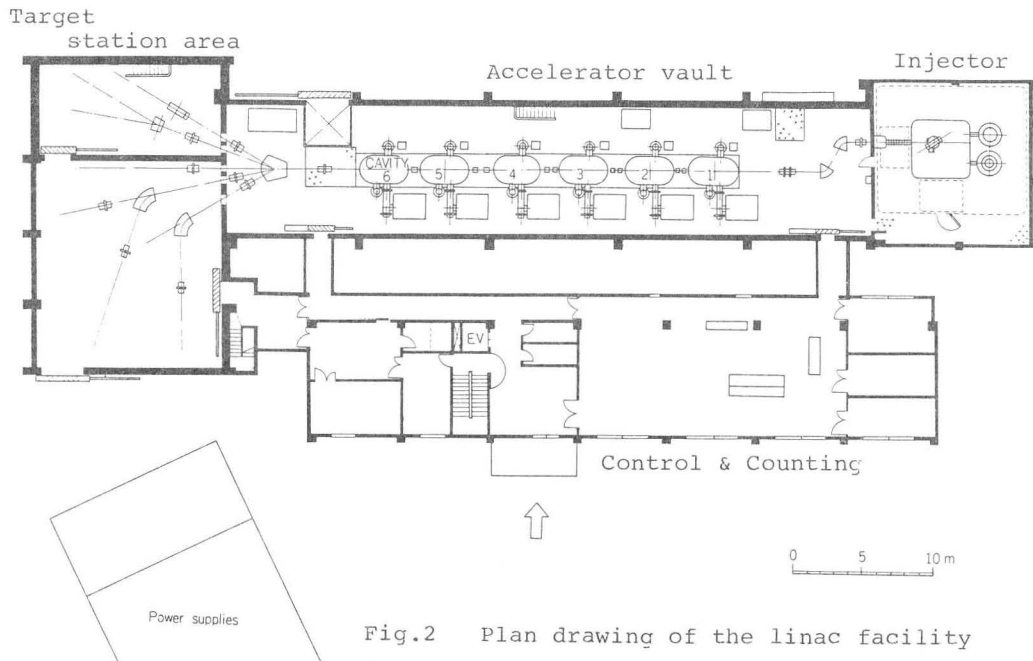 Target
station area
Accelerator vault
Injector
CAVITY
6 5 4 3 2 1
EV
Control & Counting
0 5 10 m
Power supplies
Fig.2 Plan drawing of the linac facility